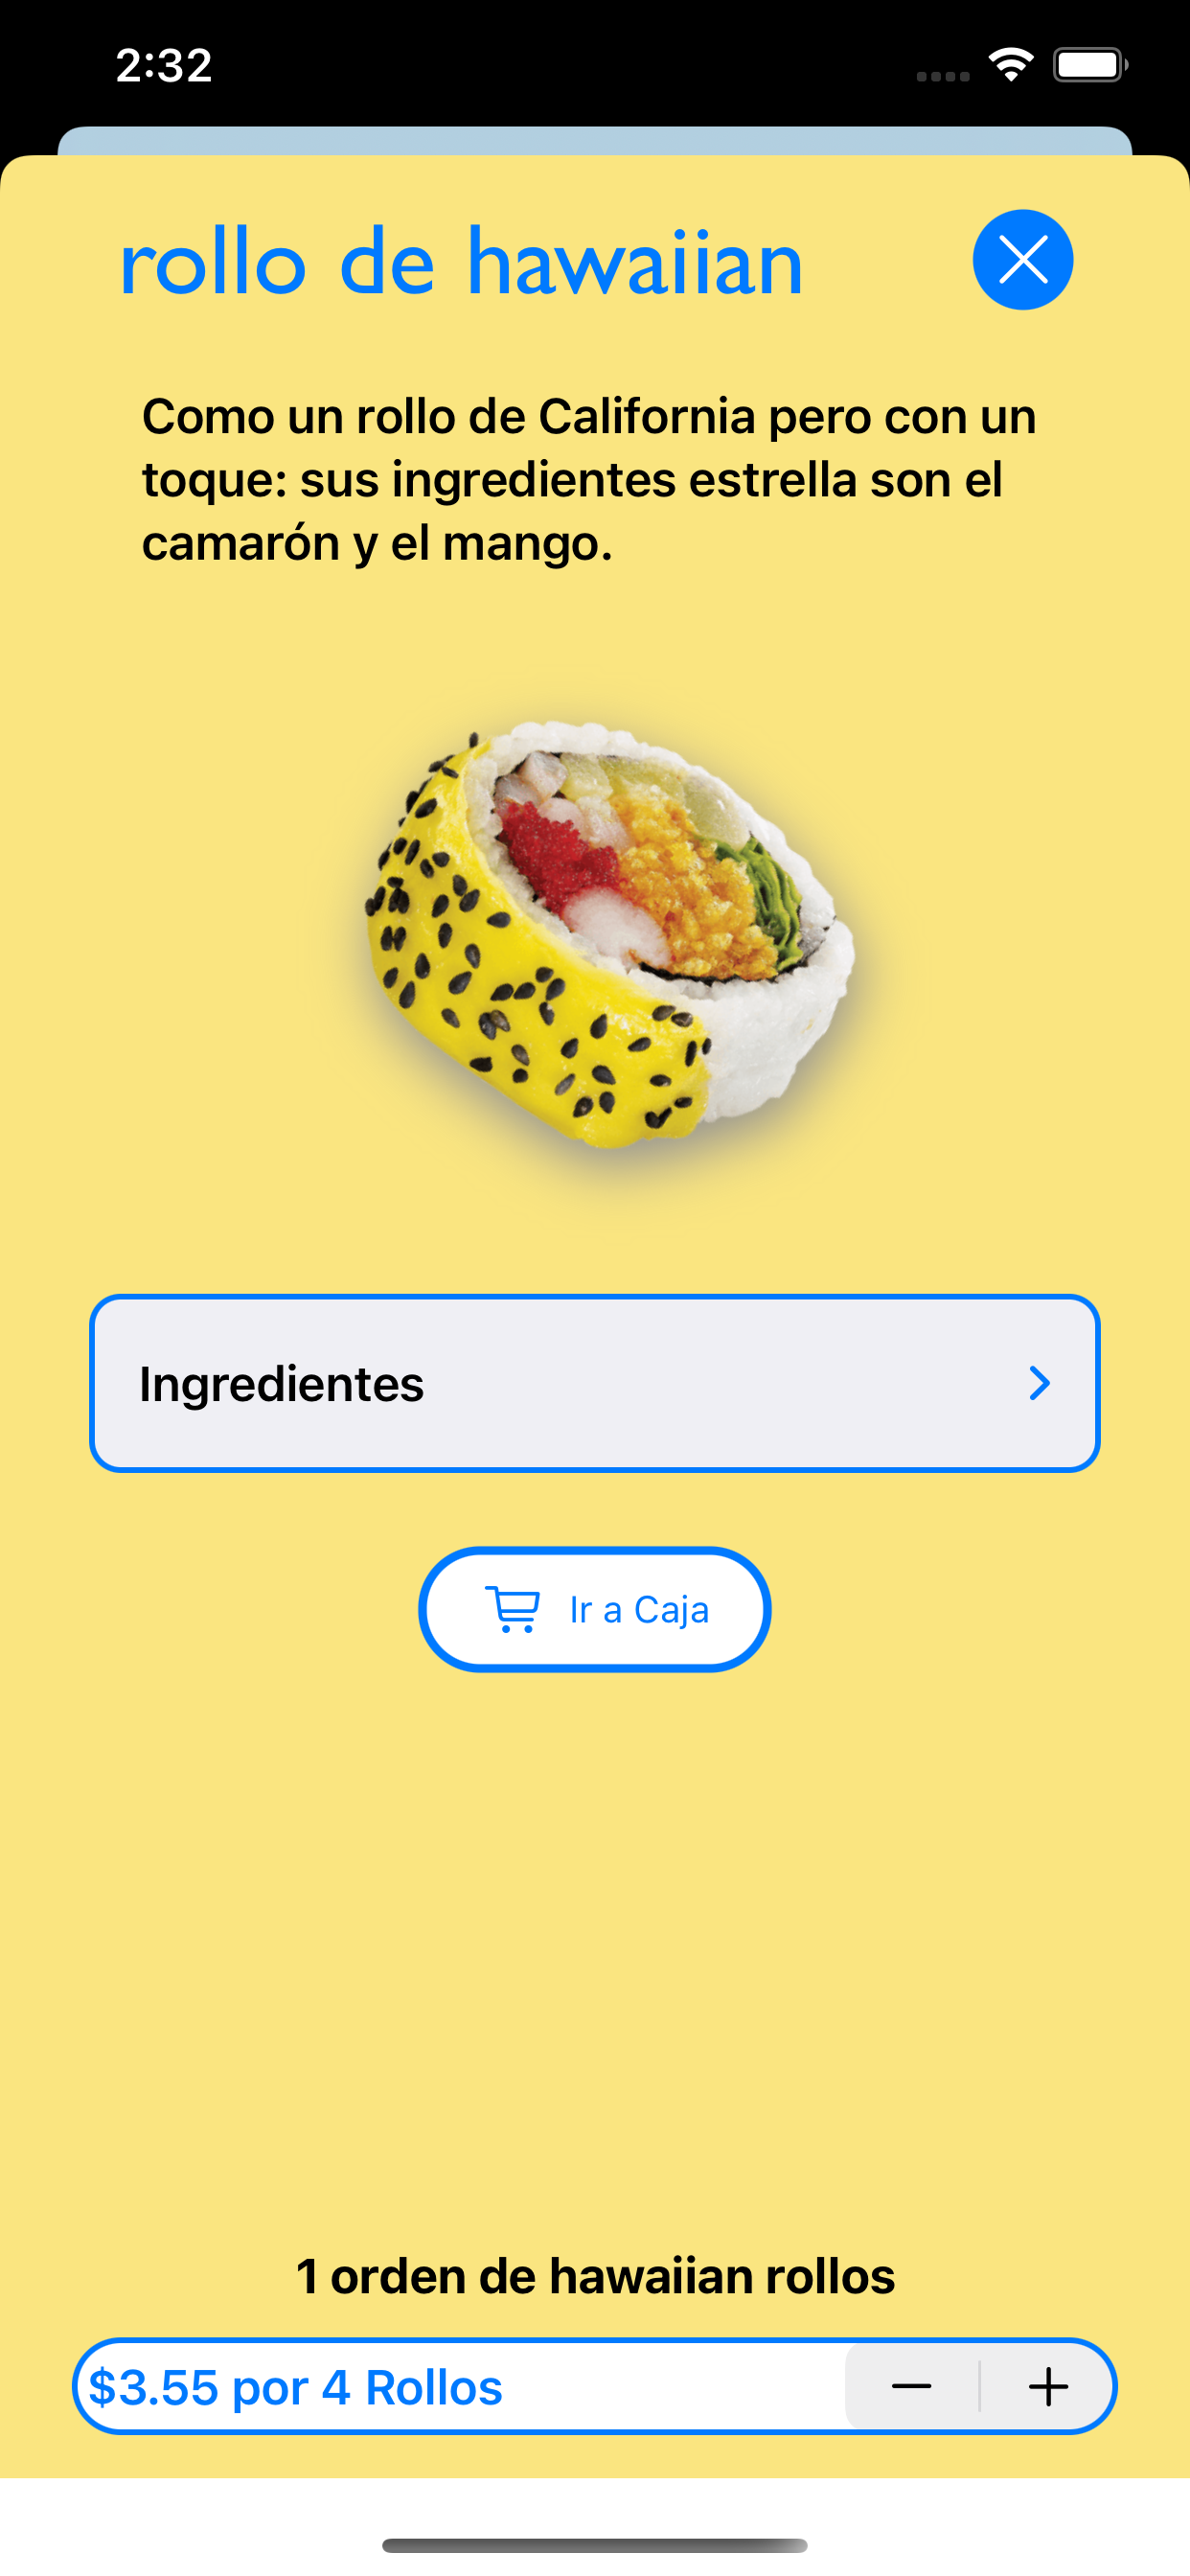 2:32
rollo de hawaiian
Como un rollo de California pero con un
toque: sus ingredientes estrella son el
camarón y el mango.
Ingredientes
Ir a Caja
1 orden de hawaiian rollos
$3.55 por 4 Rollos